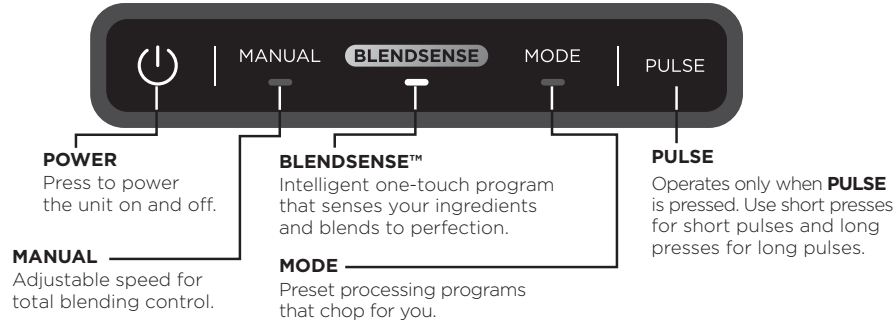 MANUAL
BLENDSENSE
MODE
PULSE
POWER
Press to power
the unit on and off.
MANUAL
Adjustable speed for
total blending control.
BLENDSENSE™
Intelligent one-touch program
that senses your ingredients
and blends to perfection.
MODE
Preset processing programs
that chop for you.
PULSE
Operates only when PULSE
is pressed. Use short presses
for short pulses and long
presses for long pulses.